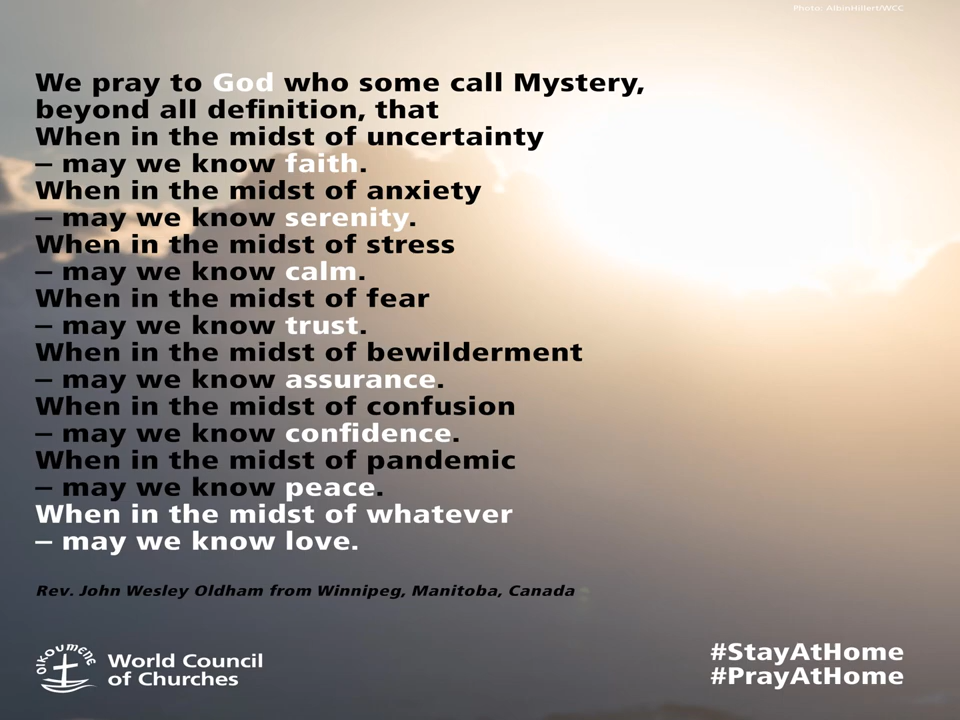 Photo: AlbinHillert/WCC
We pray to God who some call Mystery,
beyond all definition, that
When in the midst of uncertainty
– may we know faith.
When in the midst of anxiety
– may we know serenity.
When in the midst of stress
– may we know calm.
When in the midst of fear
– may we know trust.
When in the midst of bewilderment
– may we know assurance.
When in the midst of confusion
– may we know confidence.
When in the midst of pandemic
– may we know peace.
When in the midst of whatever
– may we know love.
Rev. John Wesley Oldham from Winnipeg, Manitoba, Canada
oikoumene
World Council
of Churches
#StayAtHome
#PrayAtHome